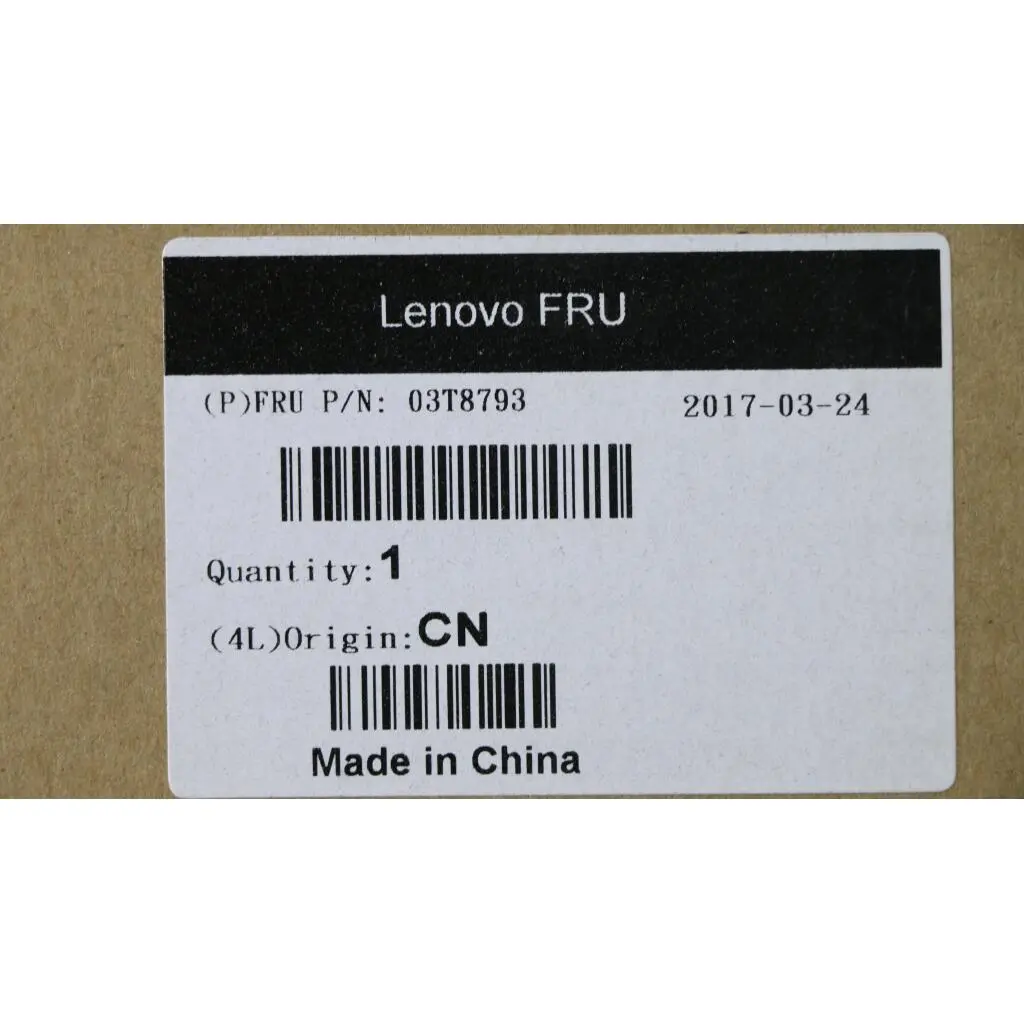 Lenovo FRU
(P)FRU P/N: 03T8793 2017-03-24
Quantity:1
(4L)Origin:CN
Made in China